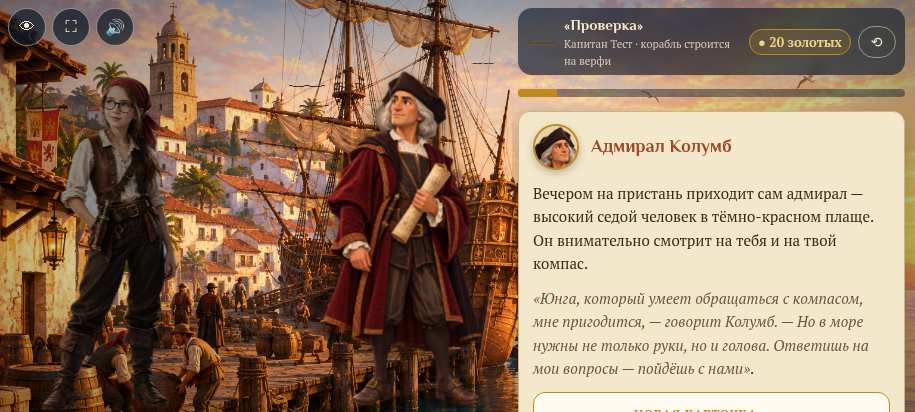 «Проверка»
Капитан Тест · корабль строится
на верфи
● 20 золотых
Адмирал Колумб
Вечером на пристань приходит сам адмирал —
высокий седой человек в тёмно-красном плаще.
Он внимательно смотрит на тебя и на твой
компас.
«Юнга, который умеет обращаться с компасом,
мне пригодится, — говорит Колумб. — Но в море
нужны не только руки, но и голова. Ответишь на
мои вопросы — пойдёшь с нами».
НОВАЯ КАРТОЧКА